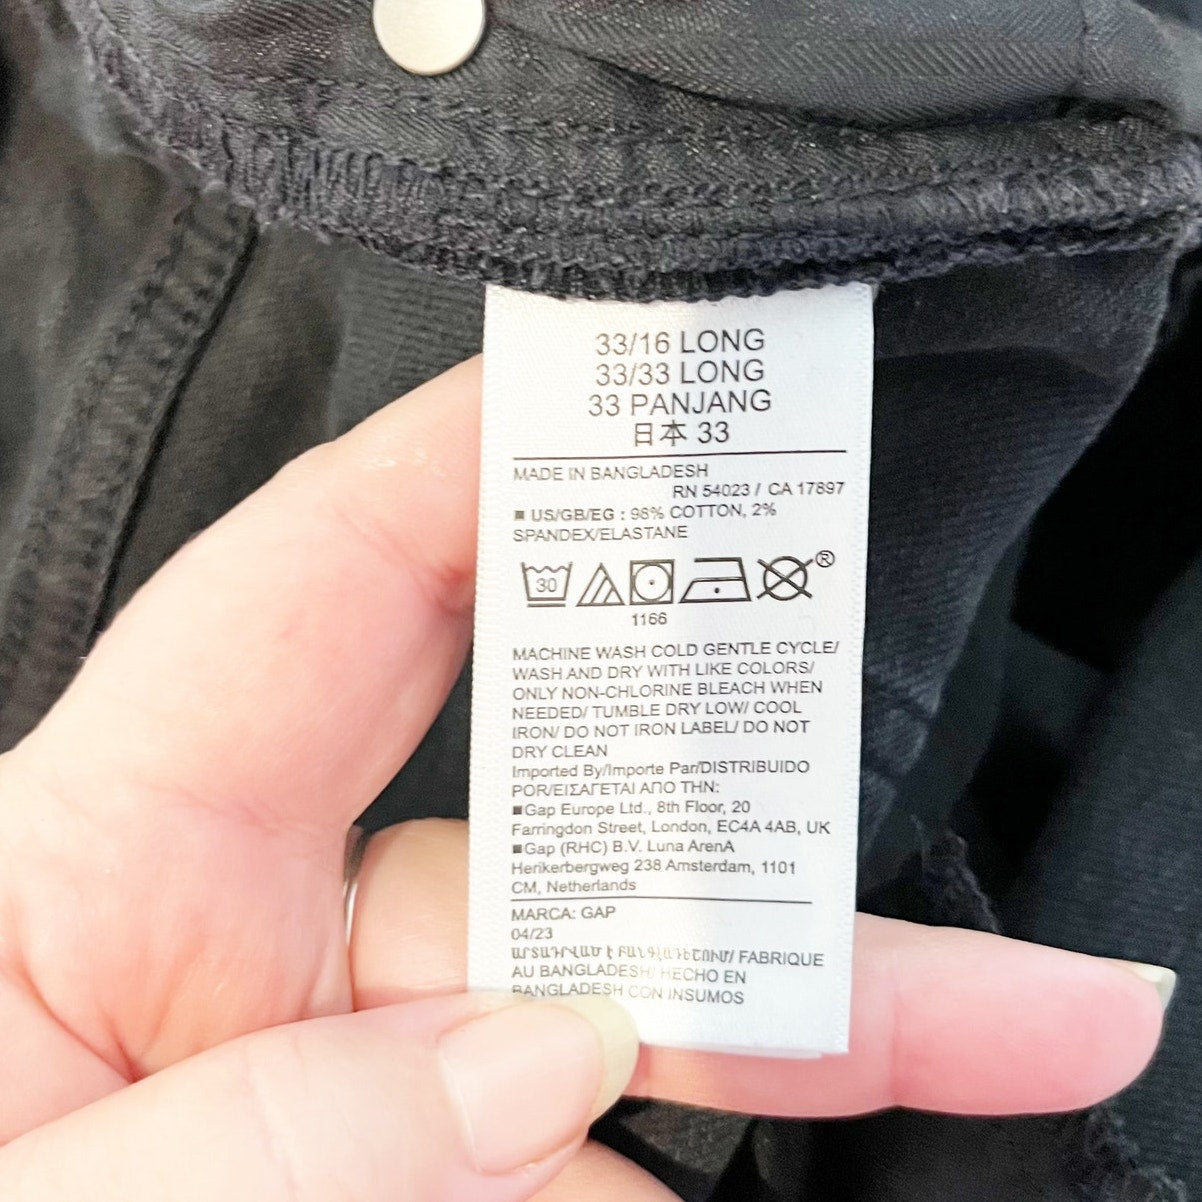 33/16 LONG
33/33 LONG
33 PANJANG
日本 33
MADE IN BANGLADESH
RN 54023 / CA 17897
US/GB/EG : 98% COTTON, 2%
SPANDEX/ELASTANE
30
®
1166
MACHINE WASH COLD GENTLE CYCLE/
WASH AND DRY WITH LIKE COLORS/
ONLY NON-CHLORINE BLEACH WHEN
NEEDED/ TUMBLE DRY LOW/ COOL
IRON/ DO NOT IRON LABEL/ DO NOT
DRY CLEAN
Imported By/Importe Par/DISTRIBUIDO
POR/ΕΙΣΑΓΕΤΑΙ ΑΠΟ ΤΗΝ:
Gap Europe Ltd., 8th Floor, 20
Farringdon Street, London, EC4A 4AB, UK
Gap (RHC) B.V. Luna ArenA
Herikerbergweg 238 Amsterdam, 1101
CM, Netherlands
MARCA: GAP
04/23
ԱՐՏԱԴՐՎԱԾ Է ԲԱՆԳԼԱԴԵՇՈՒՄ/ FABRIQUE
AU BANGLADESH/ HECHO EN
BANGLADESH CON INSUMOS